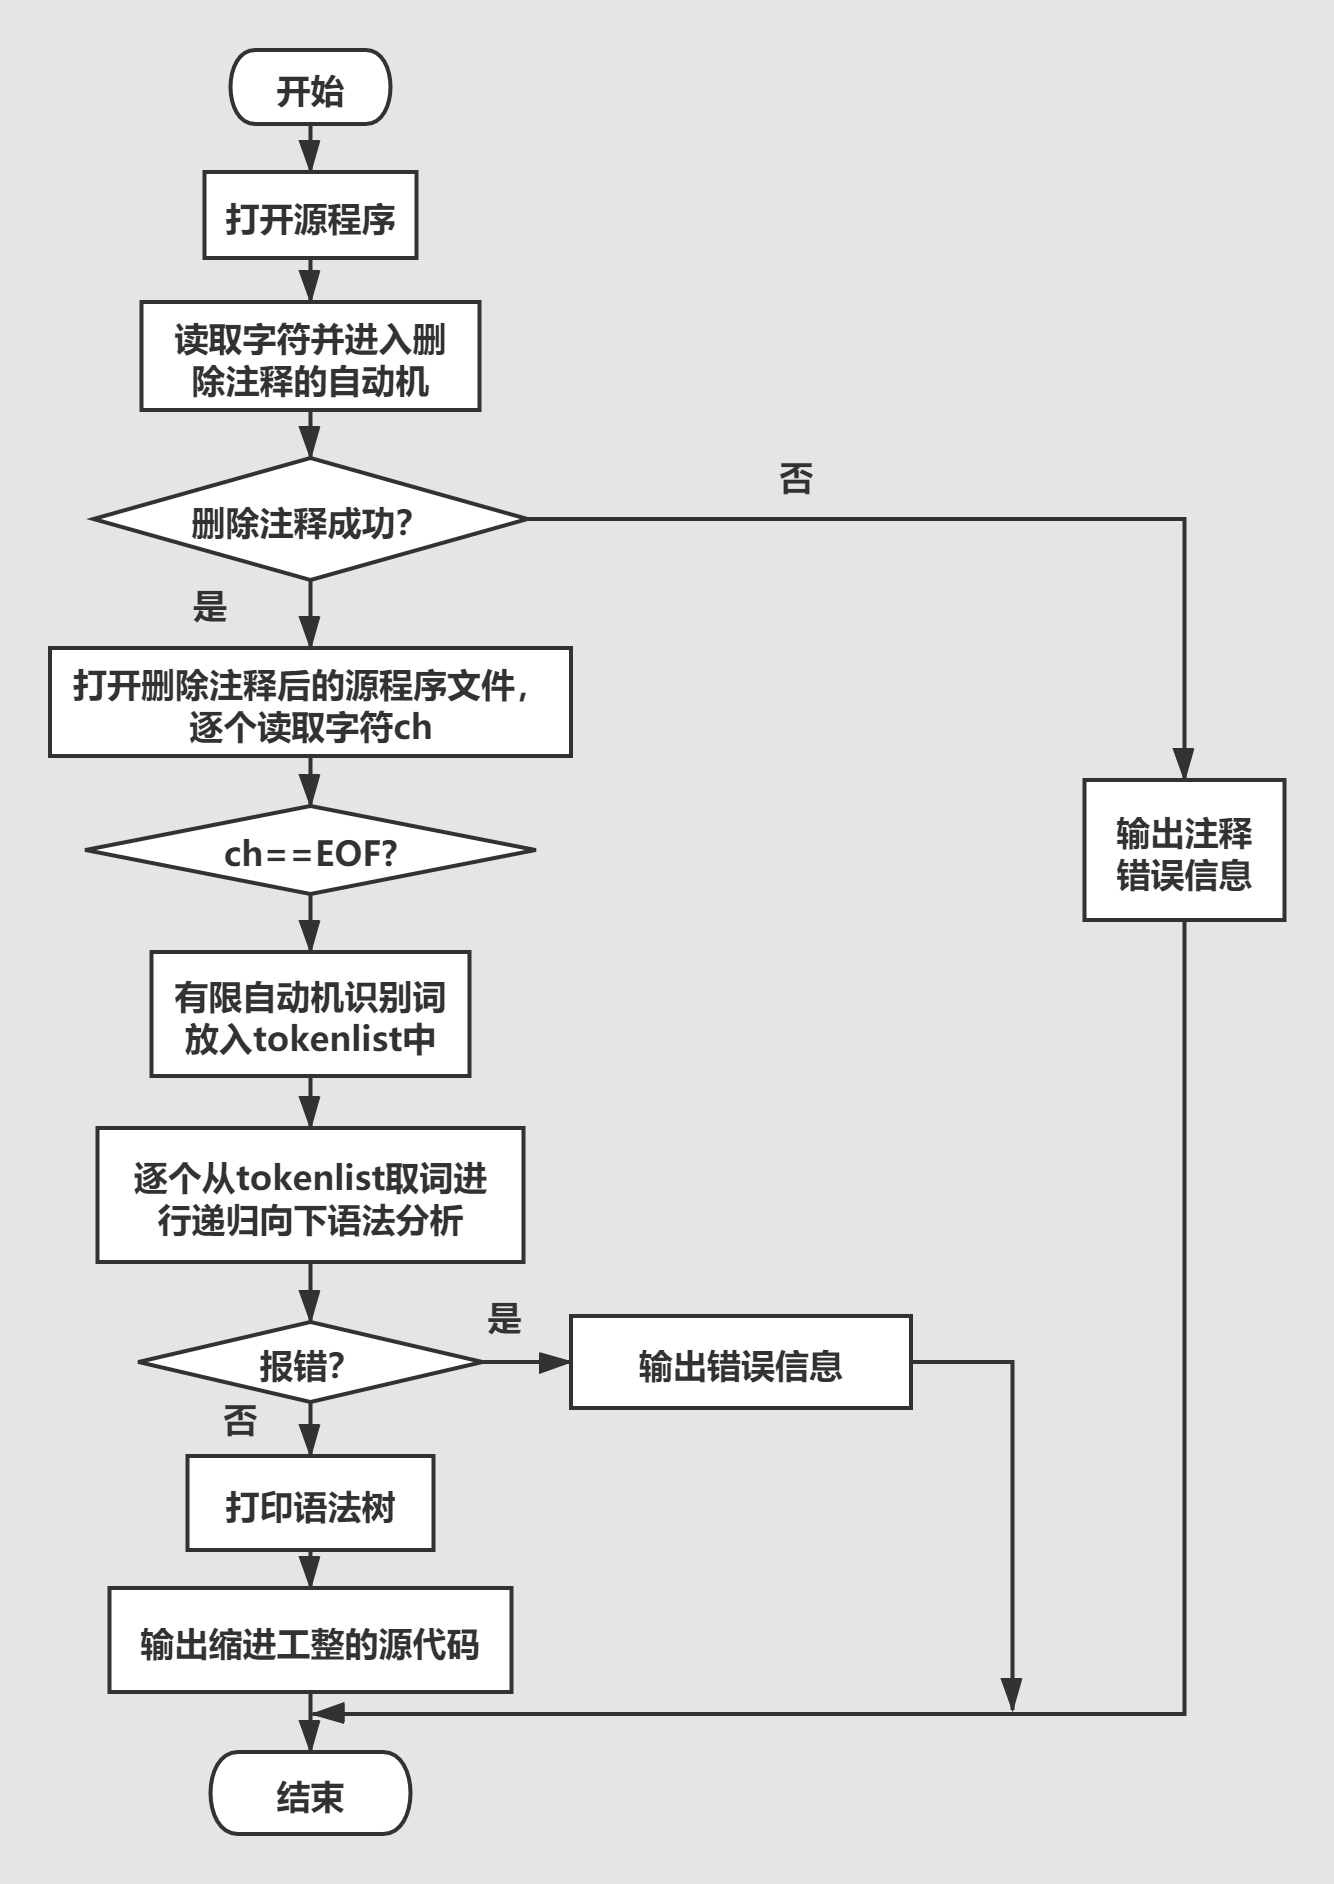 开始
打开源程序
读取字符并进入删
除注释的自动机
删除注释成功?
否
是
打开删除注释后的源程序文件，
逐个读取字符ch
ch==EOF?
输出注释
错误信息
有限自动机识别词
放入tokenlist中
逐个从tokenlist取词进
行递归向下语法分析
报错?
是
输出错误信息
否
打印语法树
输出缩进工整的源代码
结束